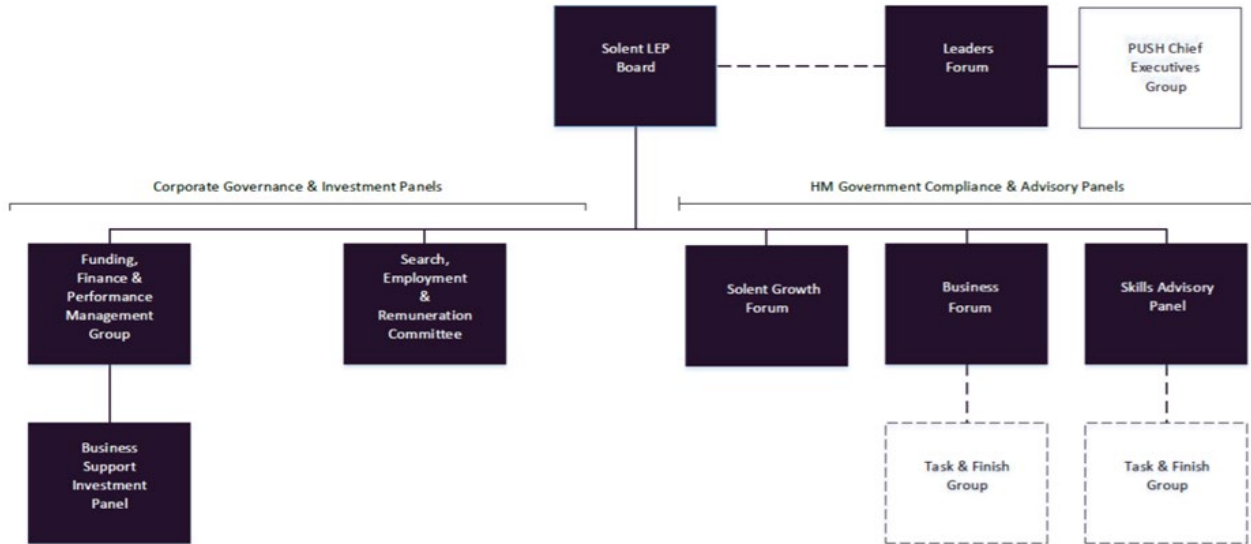 Solent LEP
Board
Leaders
Forum
PUSH Chief
Executives
Group
Corporate Governance & Investment Panels
HM Government Compliance & Advisory Panels
Funding,
Finance &
Performance
Management
Group
Search,
Employment
&
Remuneration
Committee
Solent Growth
Forum
Business
Forum
Skills Advisory
Panel
Business
Support
Investment
Panel
Task & Finish
Group
Task & Finish
Group